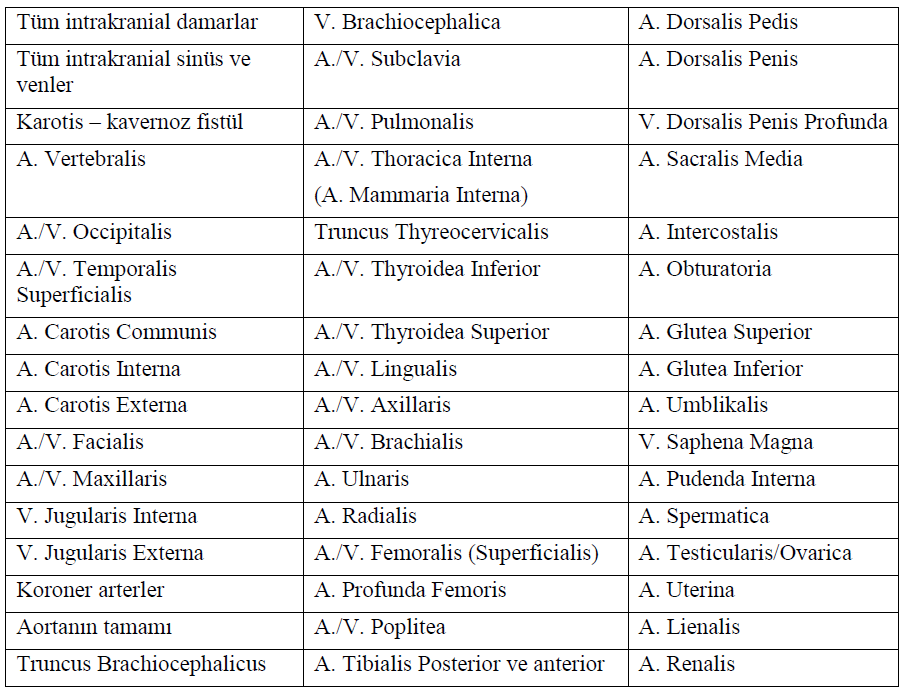 Tüm intrakranial damarlar
V. Brachiocephalica
A. Dorsalis Pedis
Tüm intrakranial sinüs ve
venler
A./V. Subclavia
A. Dorsalis Penis
Karotis – kavernoz fistül
A./V. Pulmonalis
V. Dorsalis Penis Profunda
A. Vertebralis
A./V. Thoracica Interna
(A. Mammaria Interna)
A. Sacralis Media
A./V. Occipitalis
Truncus Thyreocervicalis
A. Intercostalis
A./V. Temporalis
Superficialis
A./V. Thyroidea Inferior
A. Obturatoria
A. Carotis Communis
A./V. Thyroidea Superior
A. Glutea Superior
A. Carotis Interna
A./V. Lingualis
A. Glutea Inferior
A. Carotis Externa
A./V. Axillaris
A. Umblikalis
A./V. Facialis
A./V. Brachialis
V. Saphena Magna
A./V. Maxillaris
A. Ulnaris
A. Pudenda Interna
V. Jugularis Interna
A. Radialis
A. Spermatica
V. Jugularis Externa
A./V. Femoralis (Superficialis)
A. Testicularis/Ovarica
Koroner arterler
A. Profunda Femoris
A. Uterina
Aortanın tamamı
A./V. Poplitea
A. Lienalis
Truncus Brachiocephalicus
A. Tibialis Posterior ve anterior
A. Renalis